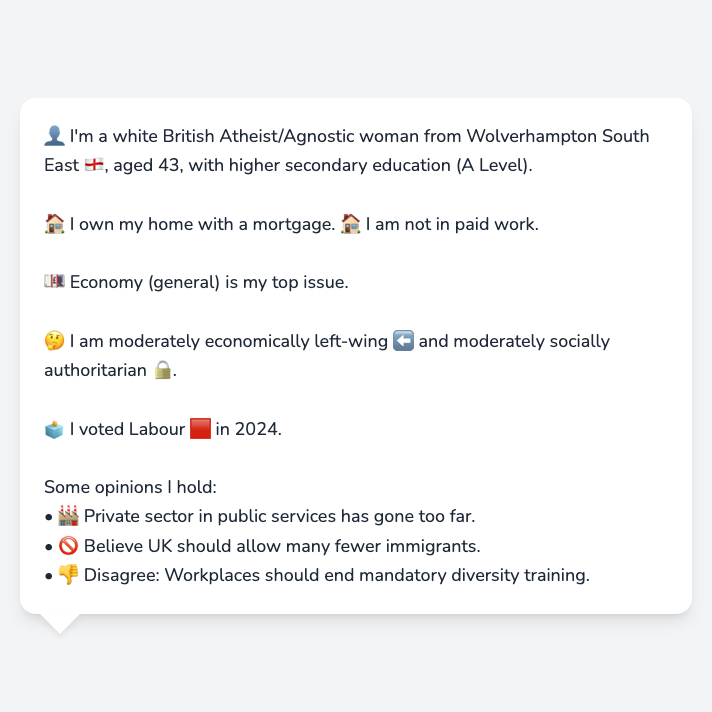 👤 I'm a white British Atheist/Agnostic woman from Wolverhampton South
East 🏴󠁧󠁢󠁥󠁮󠁧󠁿, aged 43, with higher secondary education (A Level).
🏠 I own my home with a mortgage. 🏠 I am not in paid work.
💷 Economy (general) is my top issue.
🤔 I am moderately economically left-wing ⬅️ and moderately socially
authoritarian 🔒.
🗳️ I voted Labour 🟥 in 2024.
Some opinions I hold:
• 🏭 Private sector in public services has gone too far.
• 🚫 Believe UK should allow many fewer immigrants.
• 👎 Disagree: Workplaces should end mandatory diversity training.